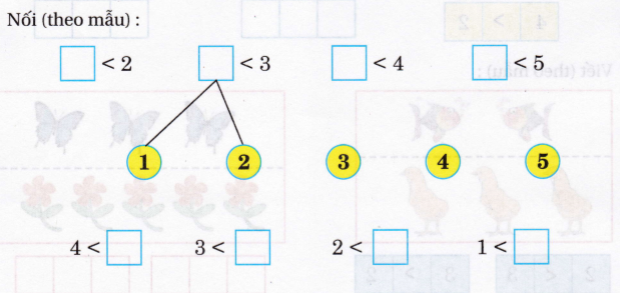 Nối (theo mẫu) :
□ < 2 □ < 3 □ < 4 □ < 5
1 2 3 4 5
4 < □ 3 < □ 2 < □ 1 < □